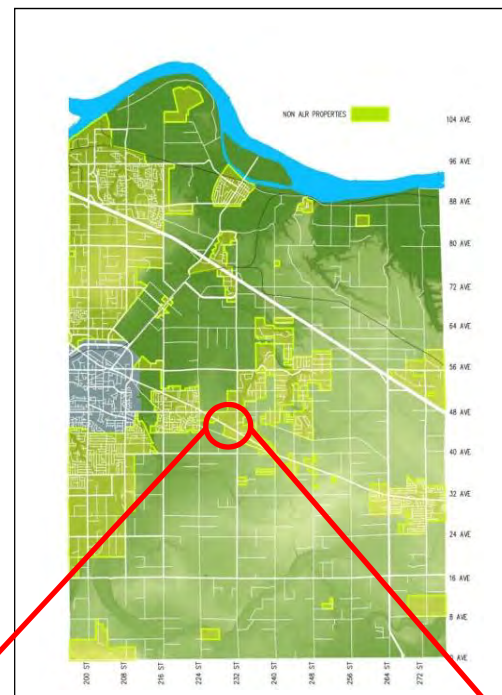 NON ALR PROPERTIES
104 AVE
96 AVE
88 AVE
80 AVE
72 AVE
64 AVE
56 AVE
48 AVE
40 AVE
32 AVE
24 AVE
16 AVE
8 AVE
0 AVE
200 ST
208 ST
216 ST
224 ST
232 ST
240 ST
248 ST
256 ST
264 ST
272 ST